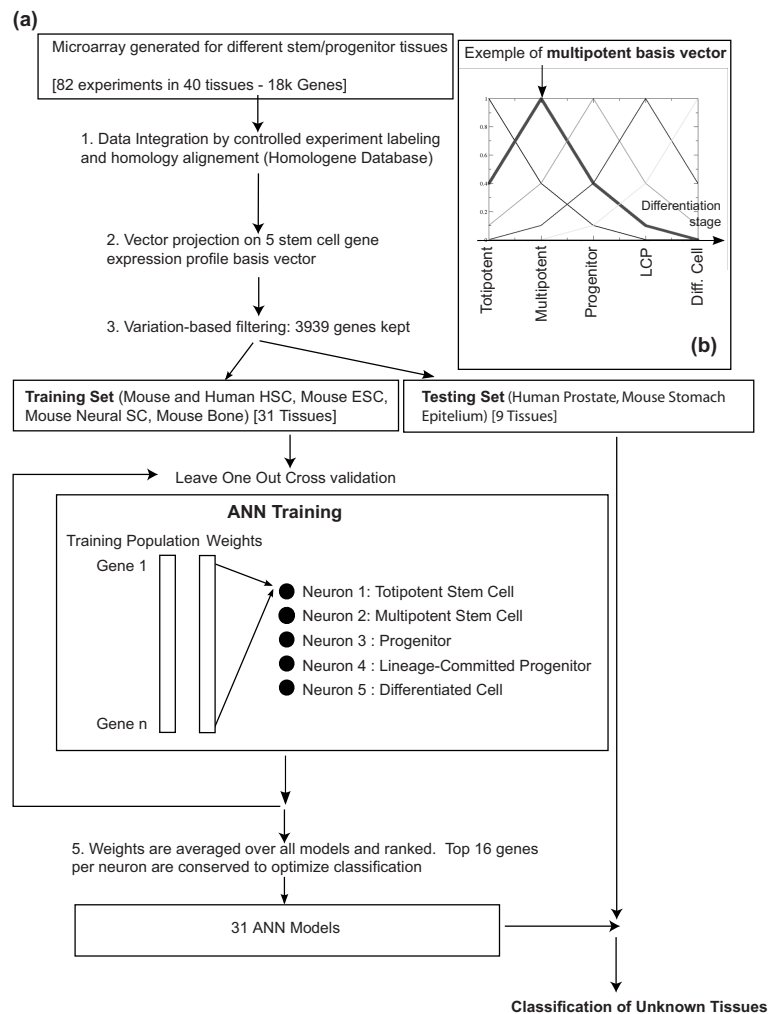 (a)
Microarray generated for different stem/progenitor tissues
[82 experiments in 40 tissues - 18k Genes]
1. Data Integration by controlled experiment labeling
and homology alignement (Homologene Database)
2. Vector projection on 5 stem cell gene
expression profile basis vector
3. Variation-based filtering: 3939 genes kept
Exemple of multipotent basis vector
1
0.8
0.6
0.4
0.2
0
Differentiation
stage
Totipotent
Multipotent
Progenitor
LCP
Diff. Cell
(b)
Training Set (Mouse and Human HSC, Mouse ESC,
Mouse Neural SC, Mouse Bone) [31 Tissues]
Testing Set (Human Prostate, Mouse Stomach
Epitelium) [9 Tissues]
Leave One Out Cross validation
ANN Training
Training Population Weights
Gene 1
Gene n
Neuron 1: Totipotent Stem Cell
Neuron 2: Multipotent Stem Cell
Neuron 3 : Progenitor
Neuron 4 : Lineage-Committed Progenitor
Neuron 5 : Differentiated Cell
5. Weights are averaged over all models and ranked. Top 16 genes
per neuron are conserved to optimize classification
31 ANN Models
Classification of Unknown Tissues